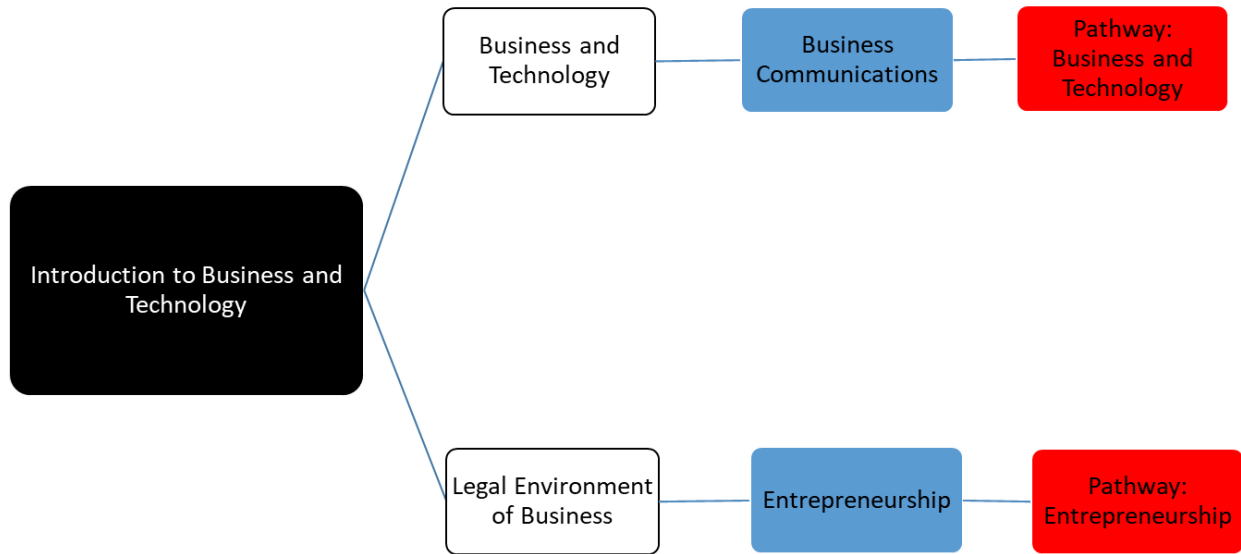 Business and
Technology
Business
Communications
Pathway:
Business and
Technology
Introduction to Business and
Technology
Legal Environment
of Business
Entrepreneurship
Pathway:
Entrepreneurship